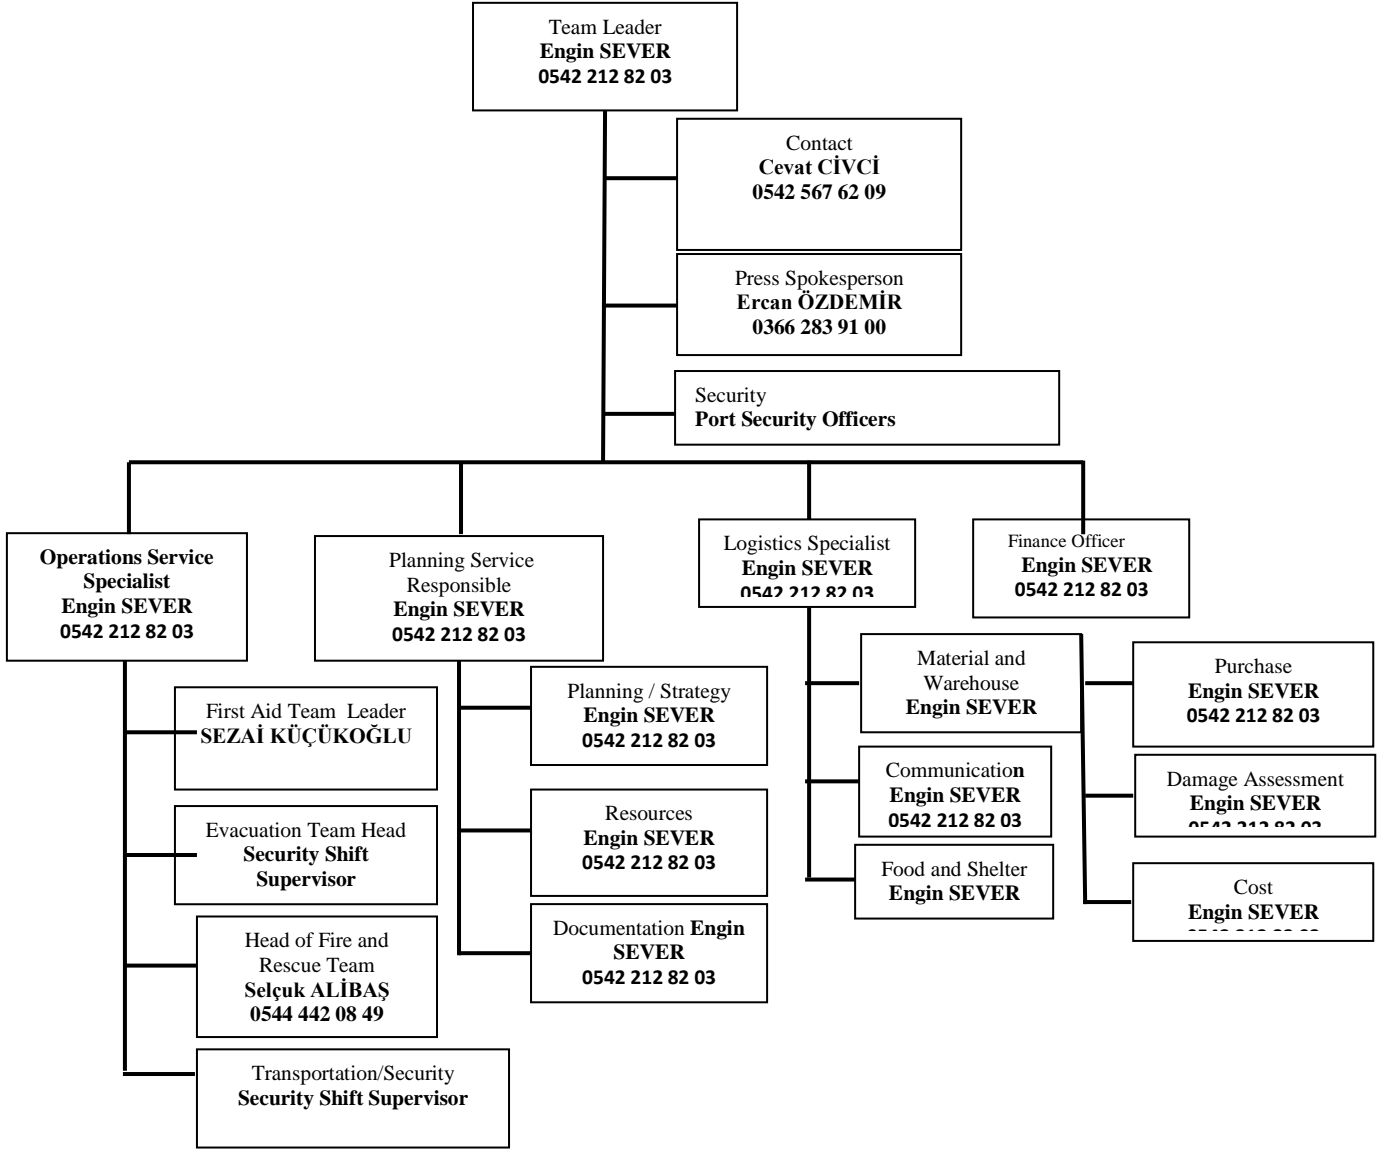 Team Leader
Engin SEVER
0542 212 82 03
Contact
Cevat CİVCİ
0542 567 62 09
Press Spokesperson
Ercan ÖZDEMİR
0366 283 91 00
Security
Port Security Officers
Operations Service
Specialist
Engin SEVER
0542 212 82 03
Planning Service
Responsible
Engin SEVER
0542 212 82 03
Logistics Specialist
Engin SEVER
0542 212 82 03
Finance Officer
Engin SEVER
0542 212 82 03
First Aid Team Leader
SEZAİ KÜÇÜKOĞLU
Evacuation Team Head
Security Shift
Supervisor
Head of Fire and
Rescue Team
Selçuk ALİBAŞ
0544 442 08 49
Transportation/Security
Security Shift Supervisor
Planning / Strategy
Engin SEVER
0542 212 82 03
Resources
Engin SEVER
0542 212 82 03
Documentation Engin
SEVER
0542 212 82 03
Material and
Warehouse
Engin SEVER
Communication
Engin SEVER
0542 212 82 03
Food and Shelter
Engin SEVER
Purchase
Engin SEVER
0542 212 82 03
Damage Assessment
Engin SEVER
Cost
Engin SEVER